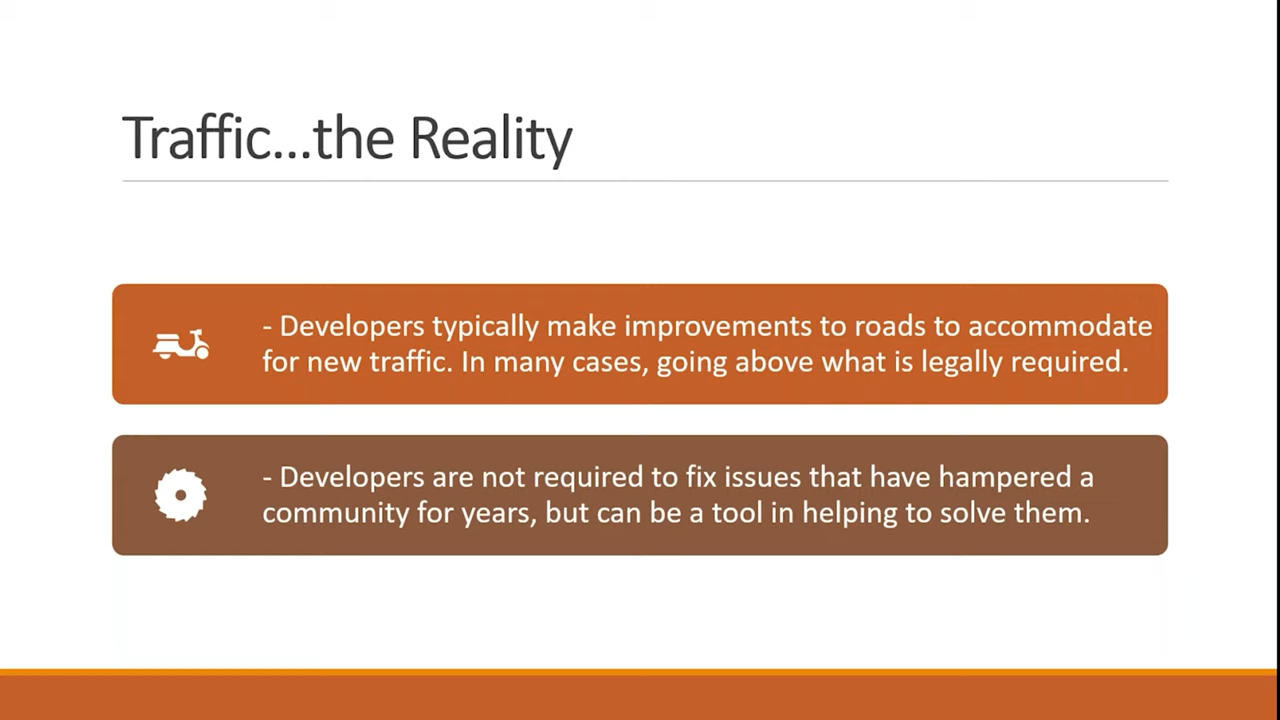 Traffic...the Reality
- Developers typically make improvements to roads to accommodate
for new traffic. In many cases, going above what is legally required.
- Developers are not required to fix issues that have hampered a
community for years, but can be a tool in helping to solve them.